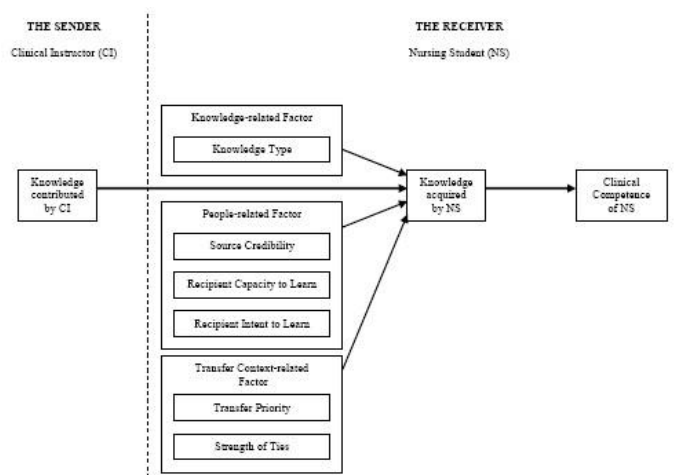 THE SENDER
Clinical Instructor (CI)
THE RECEIVER
Nursing Student (NS)
Knowledge-related Factor
Knowledge Type
Knowledge
contributed
by CI
Knowledge
acquired
by NS
Clinical
Competence
of NS
People-related Factor
Source Credibility
Recipient Capacity to Learn
Recipient Intent to Learn
Transfer Context-related
Factor
Transfer Priority
Strength of Ties